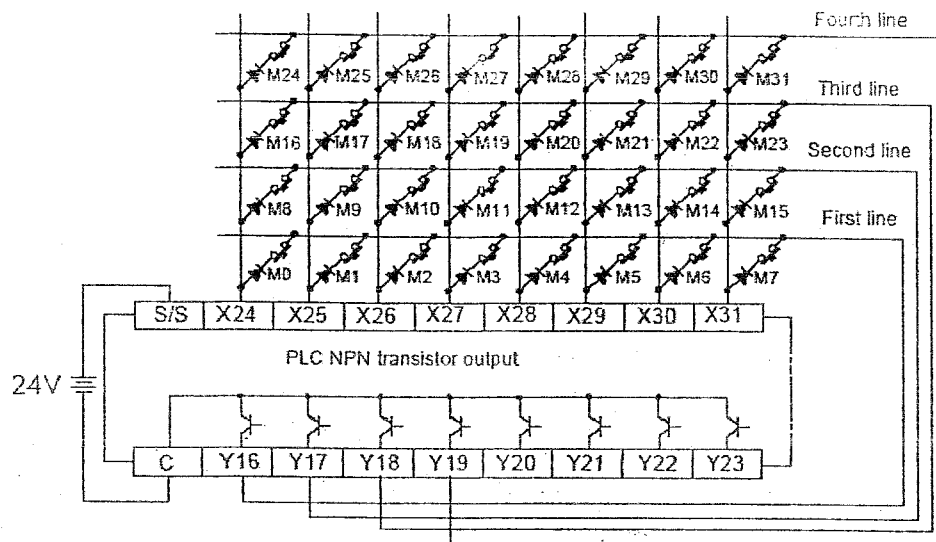 Fourth line
M24 M25 M26 M27 M28 M29 M30 M31
Third line
M16 M17 M18 M19 M20 M21 M22 M23
Second line
M8 M9 M10 M11 M12 M13 M14 M15
First line
M0 M1 M2 M3 M4 M5 M6 M7
S/S X24 X25 X26 X27 X28 X29 X30 X31
PLC NPN transistor output
24V
C Y16 Y17 Y18 Y19 Y20 Y21 Y22 Y23